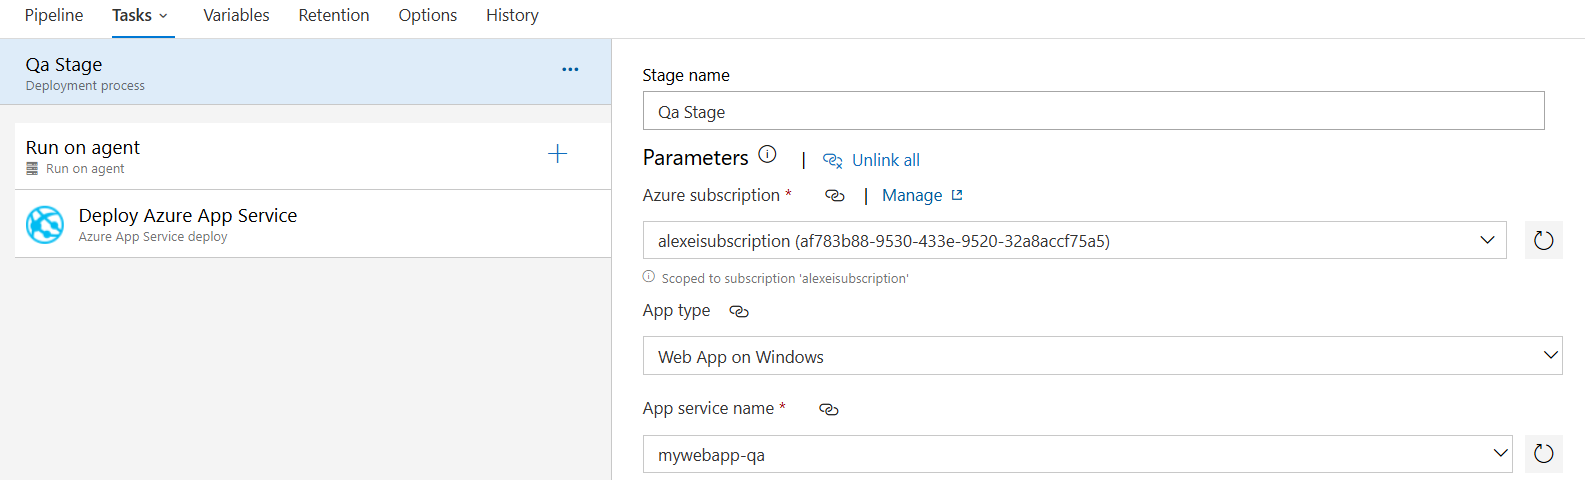 Pipeline Tasks Variables Retention Options History
Qa Stage
Deployment process
Run on agent
Run on agent
Deploy Azure App Service
Azure App Service deploy
Stage name
Qa Stage
Parameters | Unlink all
Azure subscription * | Manage
alexeisubscription (af783b88-9530-433e-9520-32a8accf75a5)
Scoped to subscription 'alexeisubscription'
App type
Web App on Windows
App service name *
mywebapp-qa